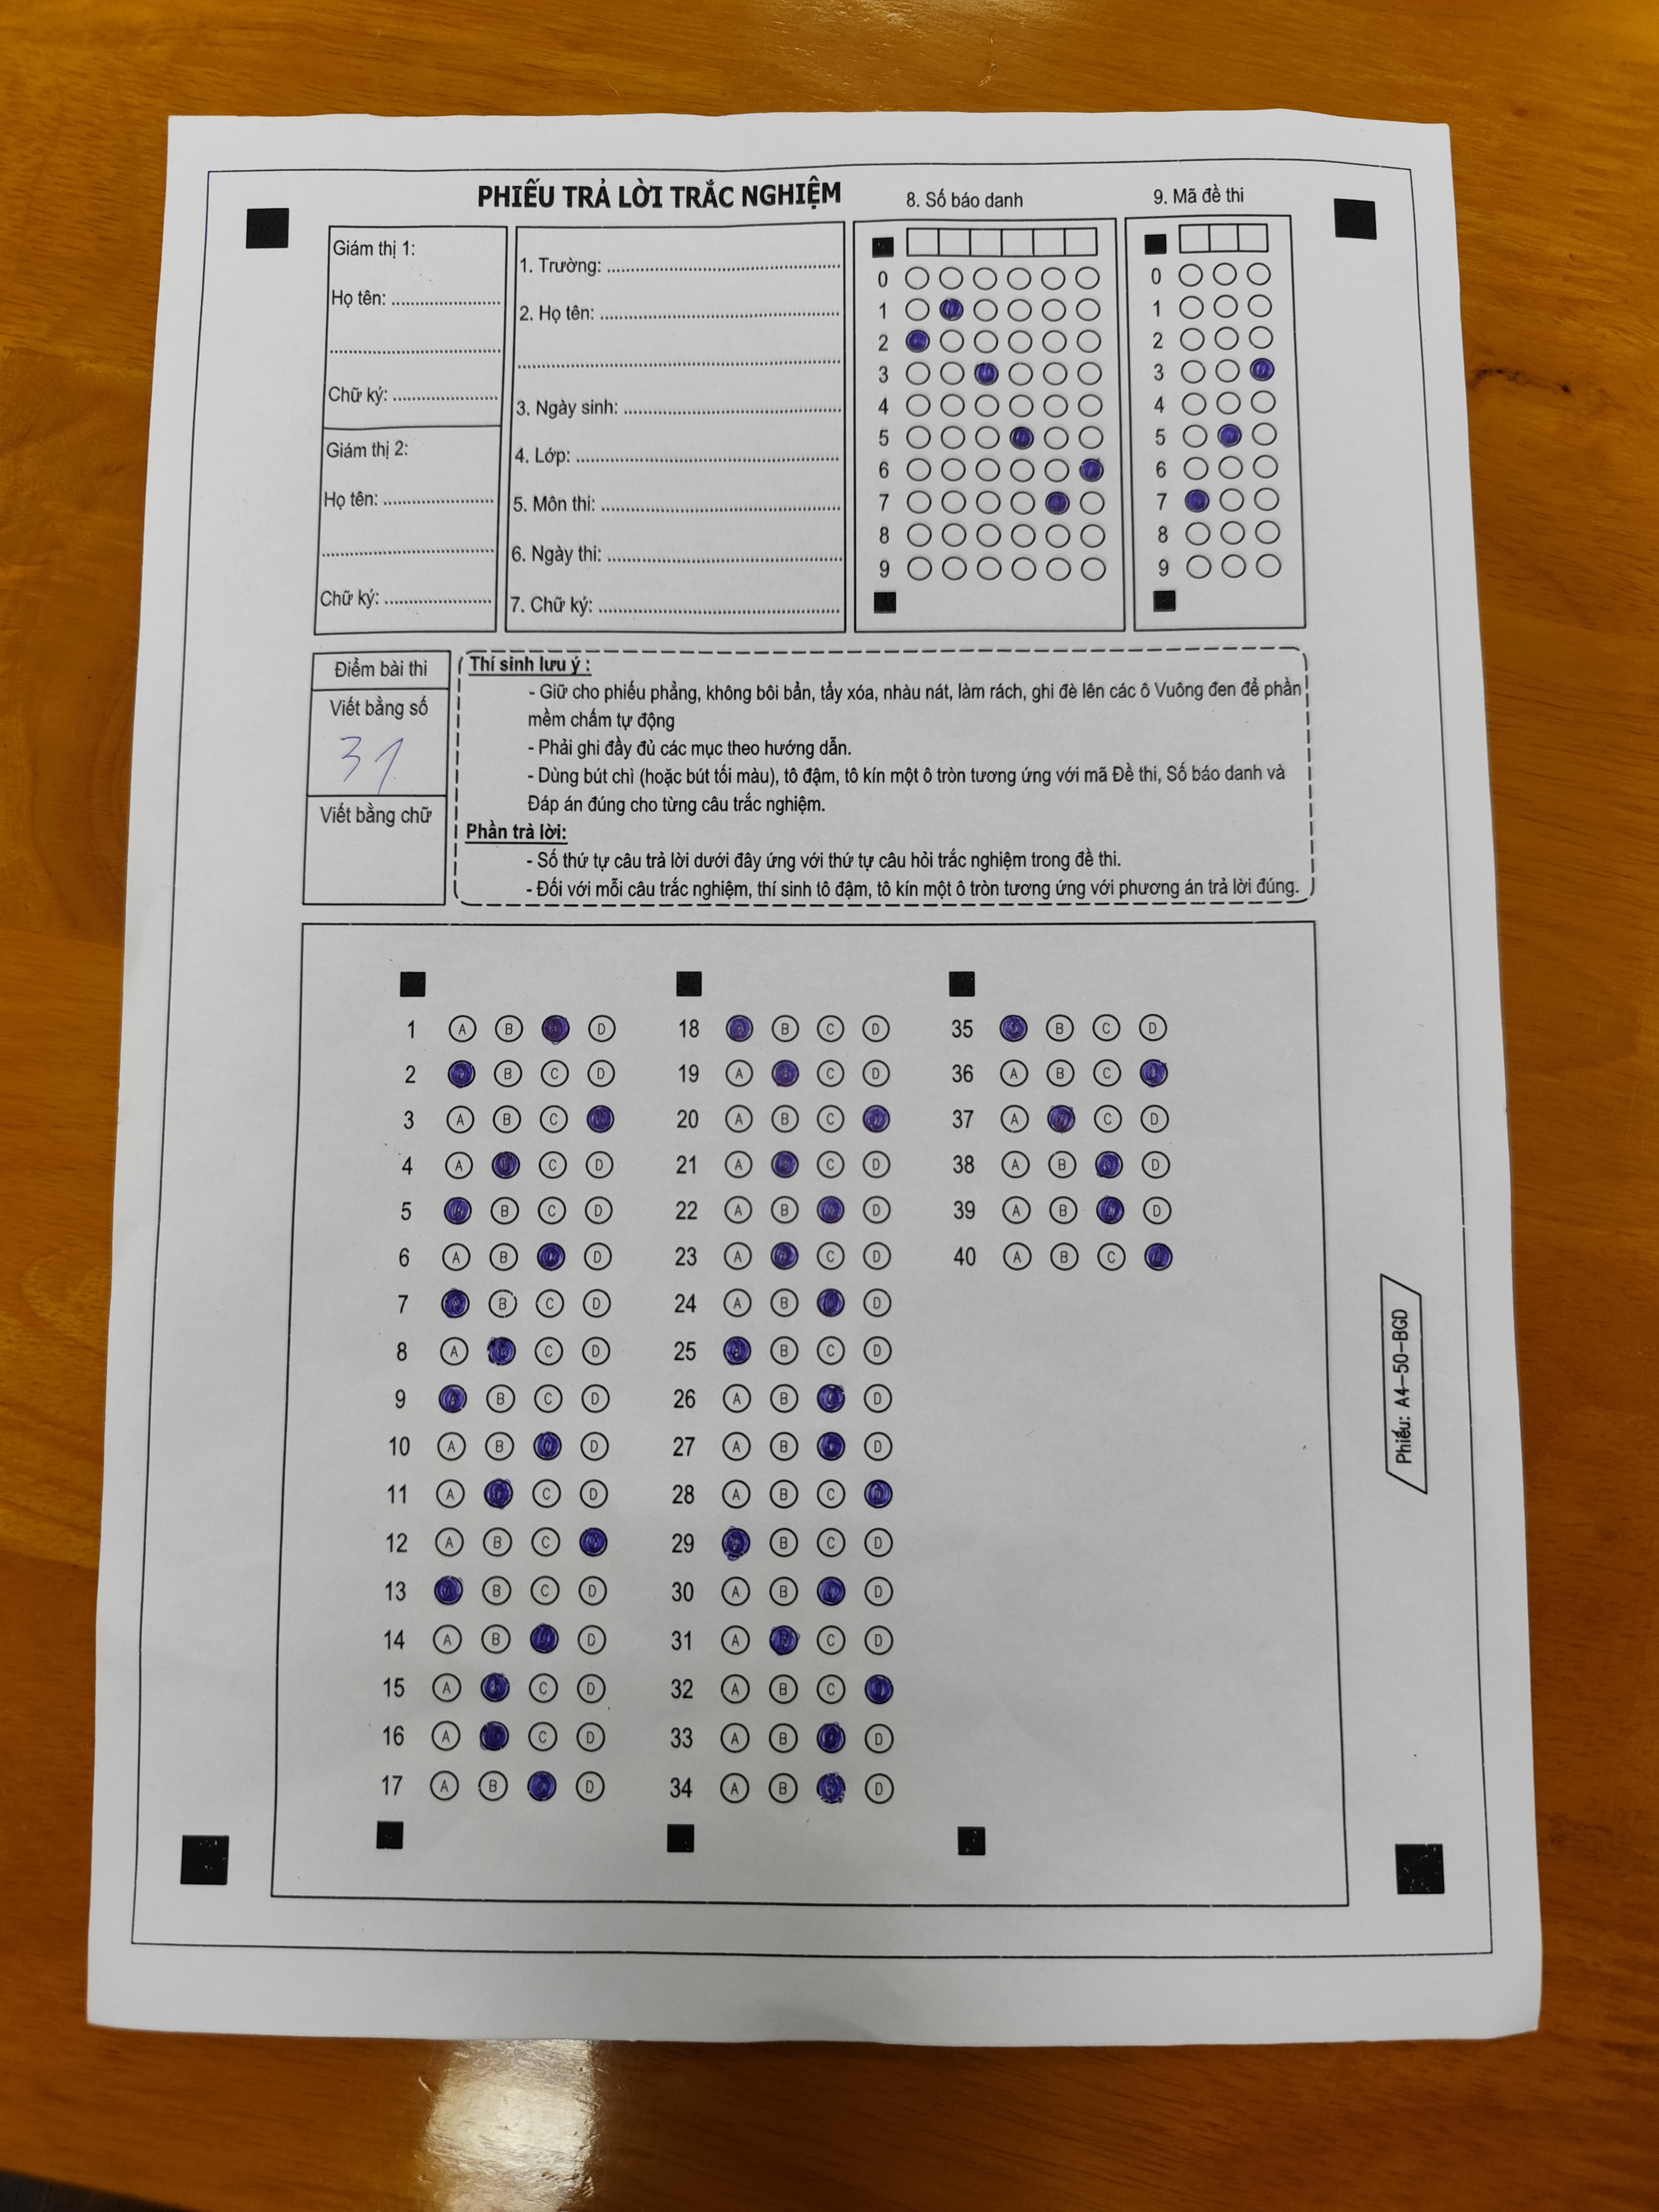 PHIẾU TRẢ LỜI TRẮC NGHIỆM
8. Số báo danh
9. Mã đề thi
Giám thị 1:
Họ tên: ....................
................................
Chữ ký: ....................
Giám thị 2:
Họ tên: ....................
................................
Chữ ký: ....................
1. Trường: ....................
2. Họ tên: ....................
................................
3. Ngày sinh: ....................
4. Lớp: ....................
5. Môn thi: ....................
6. Ngày thi: ....................
7. Chữ ký: ....................
0 0
1 1
2 2
3 3
4 4
5 5
6 6
7 7
8 8
9 9
Điểm bài thi
Viết bằng số
31
Viết bằng chữ
Thí sinh lưu ý :
- Giữ cho phiếu phẳng, không bôi bẩn, tẩy xóa, nhàu nát, làm rách, ghi đè lên các ô Vuông đen để phần
mềm chấm tự động
- Phải ghi đầy đủ các mục theo hướng dẫn.
- Dùng bút chì (hoặc bút tối màu), tô đậm, tô kín một ô tròn tương ứng với mã Đề thi, Số báo danh và
Đáp án đúng cho từng câu trắc nghiệm.
Phần trả lời:
- Số thứ tự câu trả lời dưới đây ứng với thứ tự câu hỏi trắc nghiệm trong đề thi.
- Đối với mỗi câu trắc nghiệm, thí sinh tô đậm, tô kín một ô tròn tương ứng với phương án trả lời đúng.
1 A B D
2 B C D
3 A B C
4 A C D
5 B C D
6 A B D
7 B C D
8 A C D
9 B C D
10 A B D
11 A C D
12 A B C
13 B C D
14 A B D
15 A C D
16 A C D
17 A B D
18 B C D
19 A C D
20 A B C
21 A C D
22 A B D
23 A C D
24 A B D
25 B C D
26 A B D
27 A B D
28 A B C
29 B C D
30 A B D
31 A B C D
32 A B C
33 A B D
34 A B D
35 B C D
36 A B C
37 A C D
38 A B D
39 A B D
40 A B C
Phiếu: A4-50-BGD